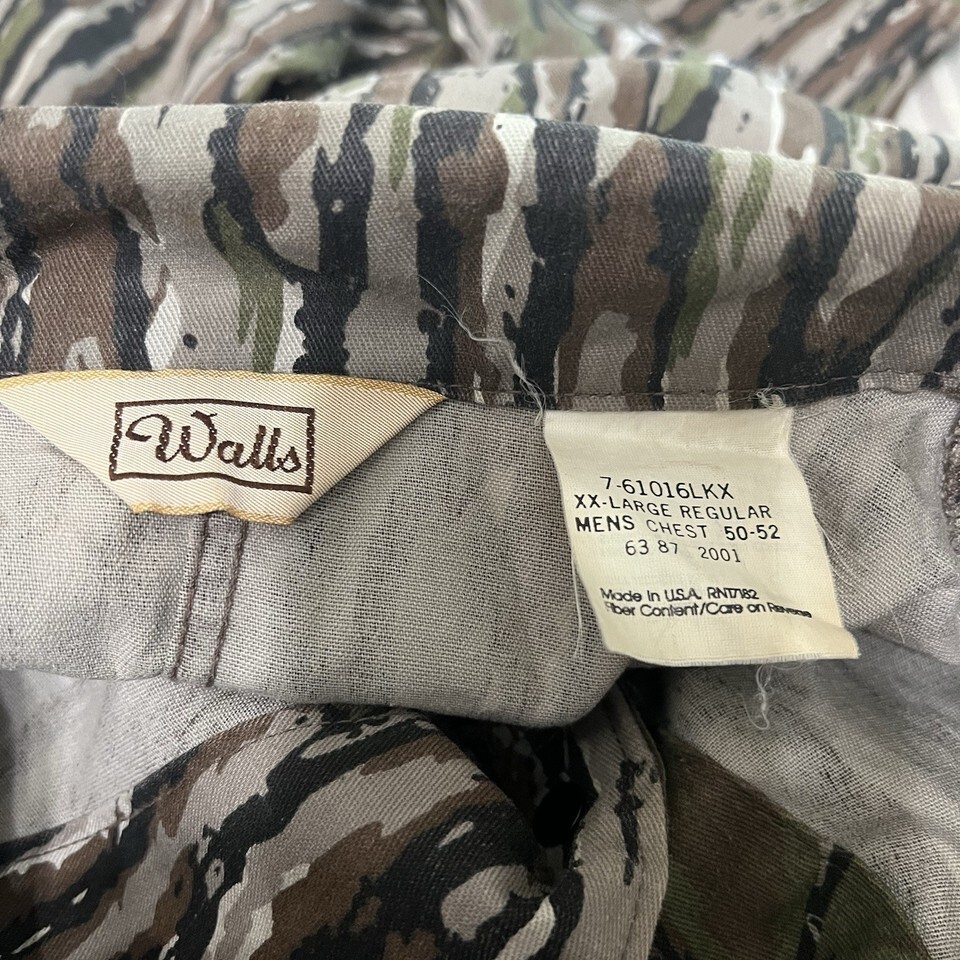 Walls
7-61016LKX
XX-LARGE REGULAR
MENS CHEST 50-52
63 87 2001
Made In U.S.A. RN17182
Fiber Content/Care on Reverse